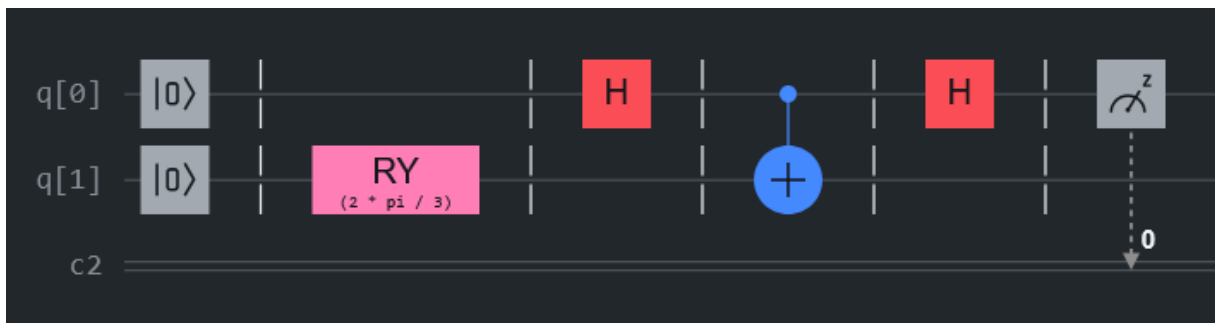 q[0] |0⟩ H H z
q[1] |0⟩ RY
(2 * pi / 3)
0
c2